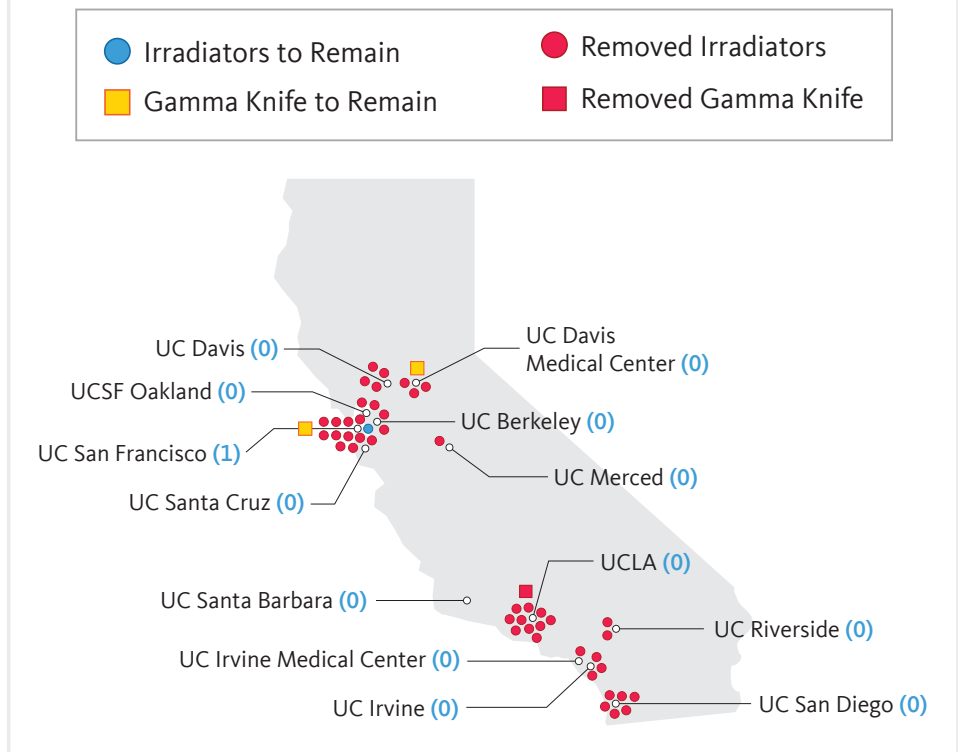 Irradiators to Remain
Removed Irradiators
Gamma Knife to Remain
Removed Gamma Knife
UC Davis (0)
UC Davis
Medical Center (0)
UCSF Oakland (0)
UC Berkeley (0)
UC San Francisco (1)
UC Merced (0)
UC Santa Cruz (0)
UCLA (0)
UC Santa Barbara (0)
UC Riverside (0)
UC Irvine Medical Center (0)
UC Irvine (0)
UC San Diego (0)